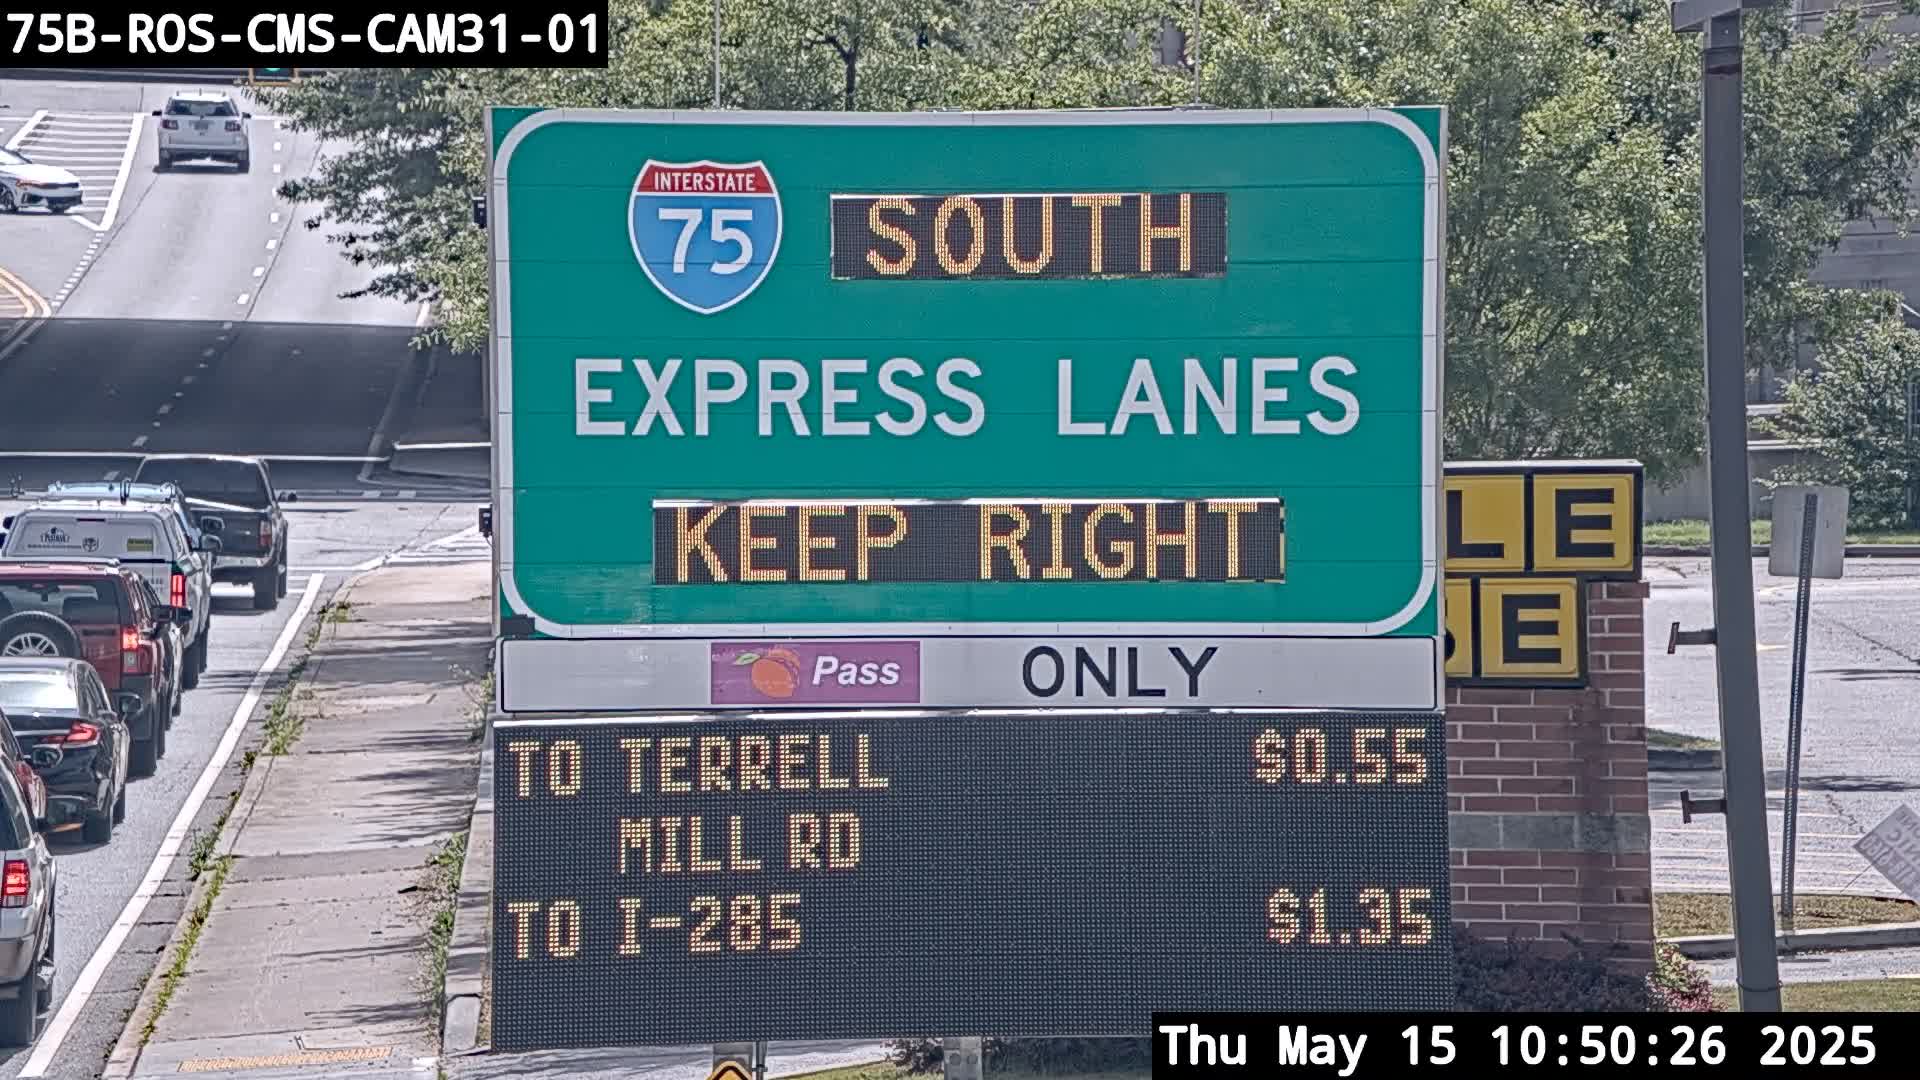 75B-ROS-CMS-CAM31-01
INTERSTATE
75
SOUTH
EXPRESS LANES
KEEP RIGHT
Pass ONLY
TO TERRELL $0.55
MILL RD
TO I-285 $1.35
LE
E
Thu May 15 10:50:26 2025